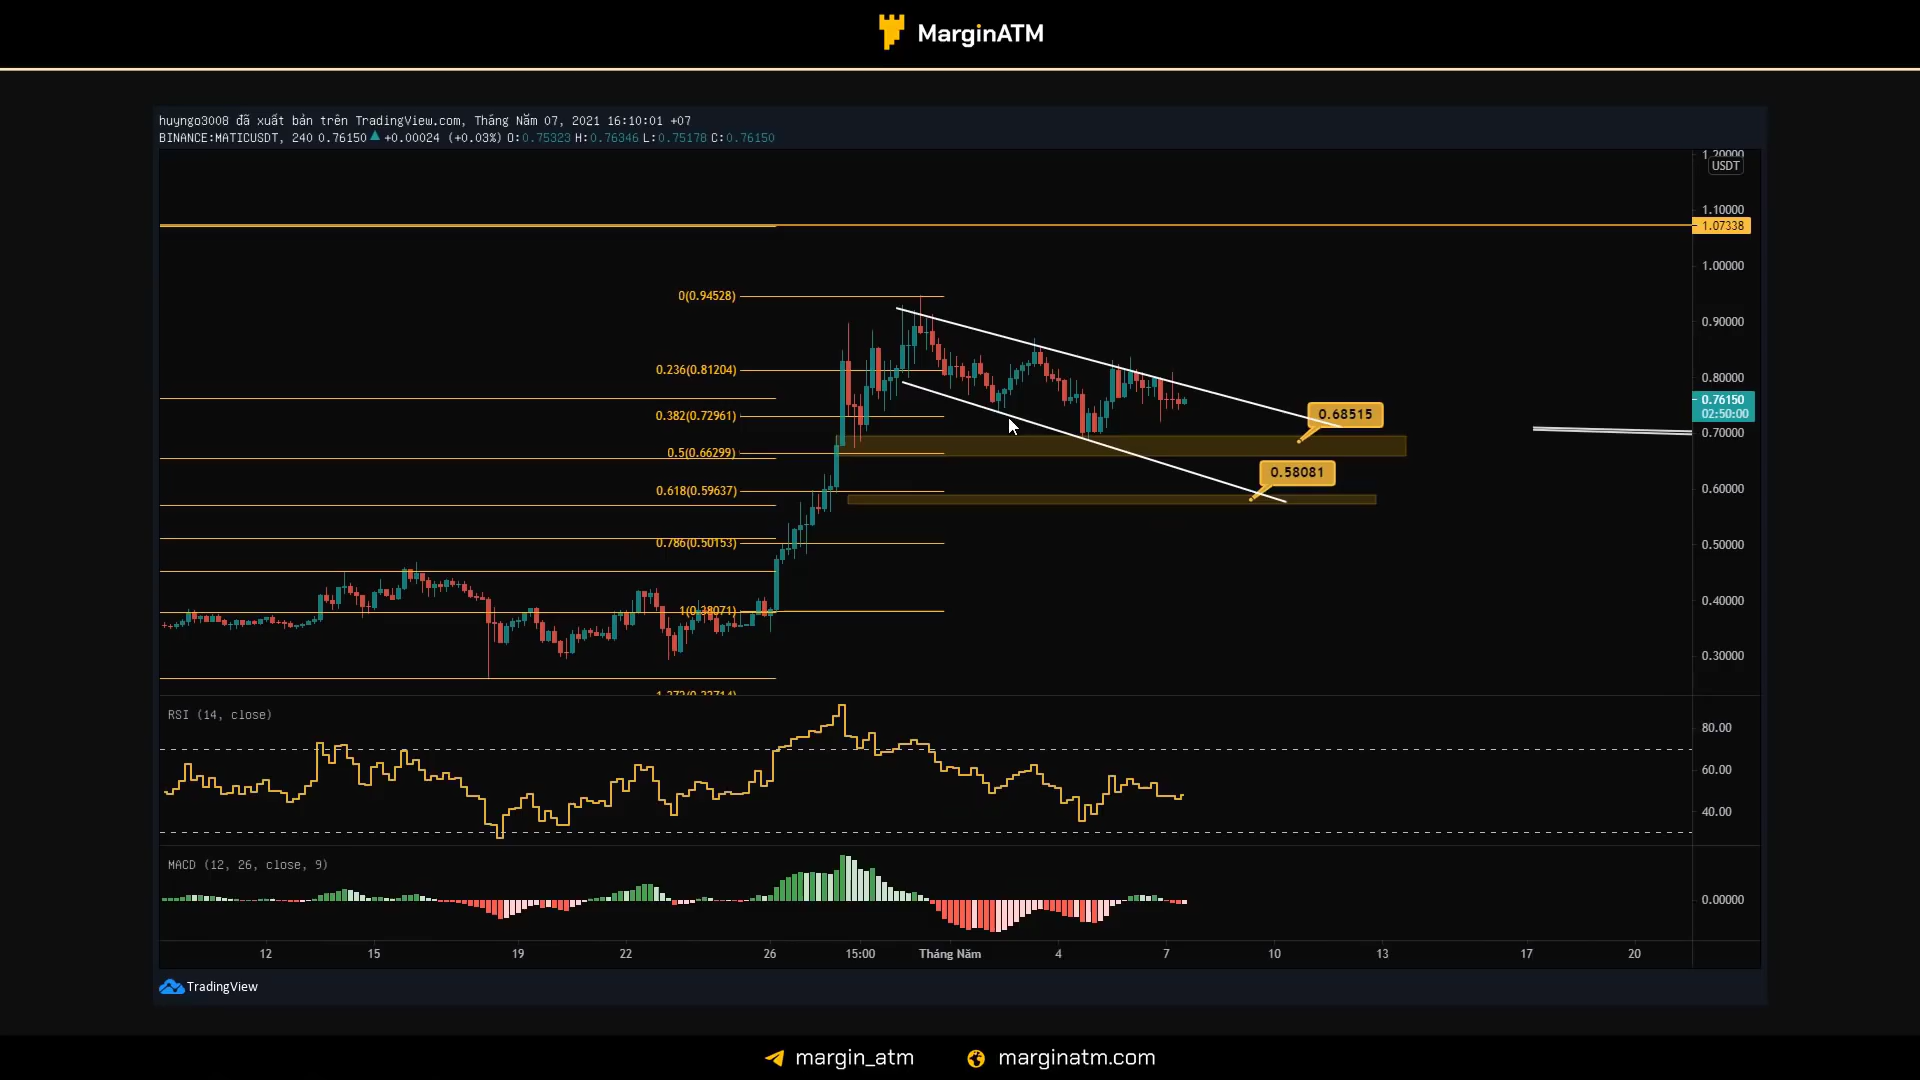 MarginATM
huyngo3008 đã xuất bản trên TradingView.com, Tháng Năm 07, 2021 16:10:01 +07
BINANCE:MATICUSDT, 240 0.76150 ▲ +0.00024 (+0.03%) O:0.75323 H:0.76346 L:0.75178 C:0.76150
1.20000
USDT
1.10000
1.07338
1.00000
0(0.94528)
0.90000
0.236(0.81204)
0.80000
0.76150
02:50:00
0.382(0.72961)
0.68515
0.70000
0.5(0.66299)
0.58081
0.618(0.59637)
0.60000
0.786(0.50153)
0.50000
0.40000
1(0.38071)
0.30000
RSI (14, close)
80.00
60.00
40.00
MACD (12, 26, close, 9)
0.00000
12 15 19 22 26 15:00 Tháng Năm 4 7 10 13 17 20
TradingView
margin_atm marginatm.com